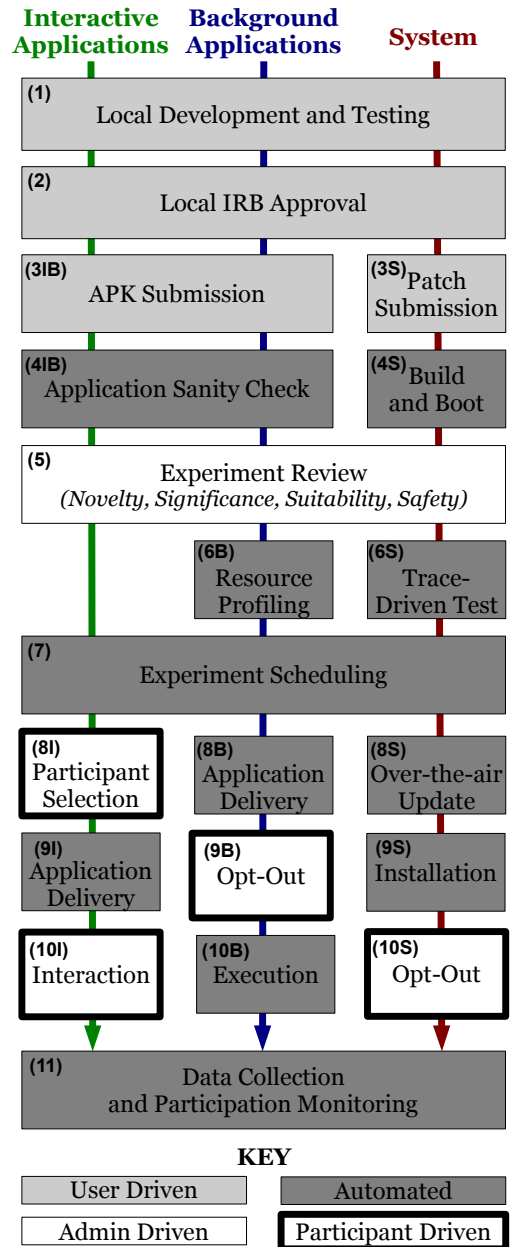 Interactive Applications
Background Applications
System
(1)
Local Development and Testing
(2)
Local IRB Approval
(3IB)
APK Submission
(3S)
Patch
Submission
(4IB)
Application Sanity Check
(4S)
Build
and Boot
(5)
Experiment Review
(Novelty, Significance, Suitability, Safety)
(6B)
Resource
Profiling
(6S)
Trace-
Driven Test
(7)
Experiment Scheduling
(8I)
Participant
Selection
(8B)
Application
Delivery
(8S)
Over-the-air
Update
(9I)
Application
Delivery
(9B)
Opt-Out
(9S)
Installation
(10I)
Interaction
(10B)
Execution
(10S)
Opt-Out
(11)
Data Collection
and Participation Monitoring
KEY
User Driven
Automated
Admin Driven
Participant Driven